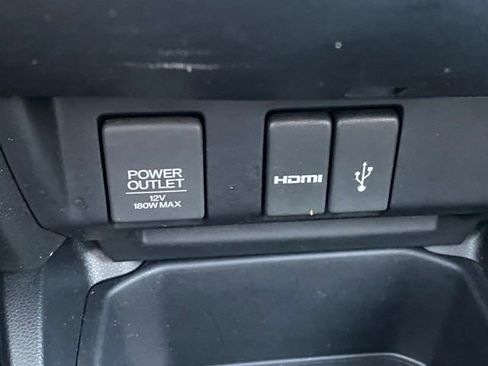 POWER
OUTLET
12V
180W MAX
HDMI